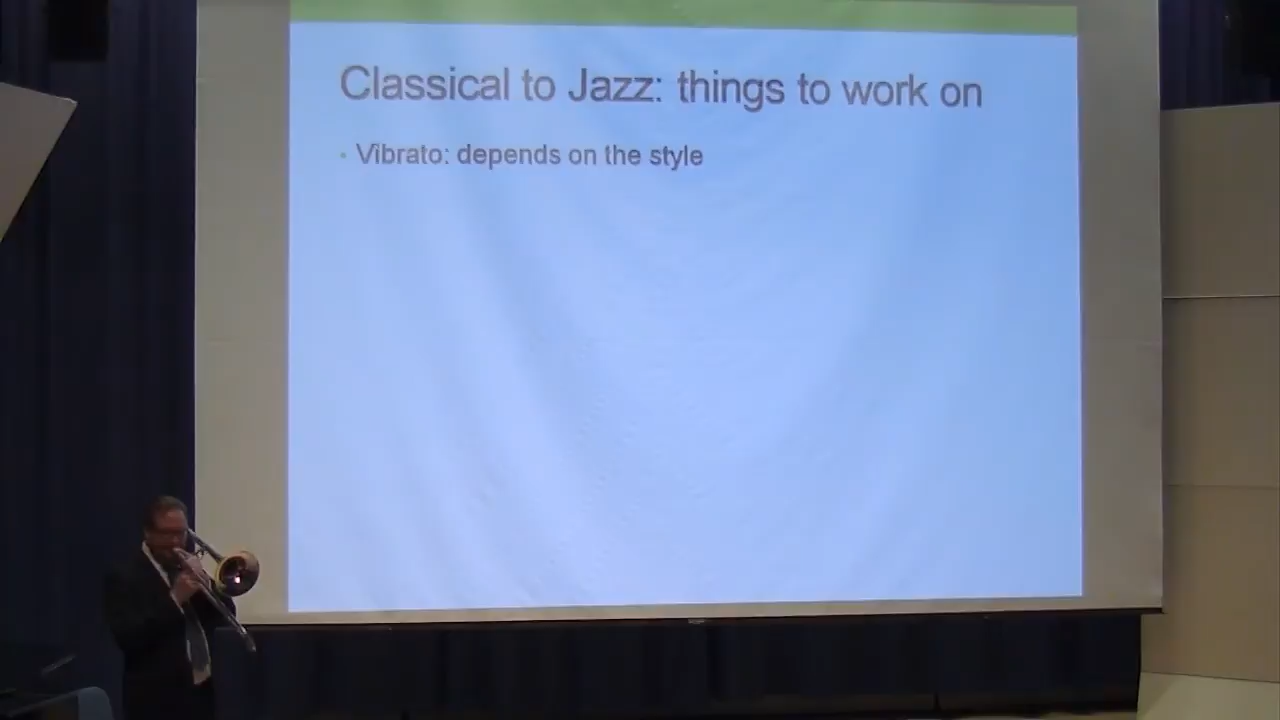 Classical to Jazz: things to work on
• Vibrato: depends on the style